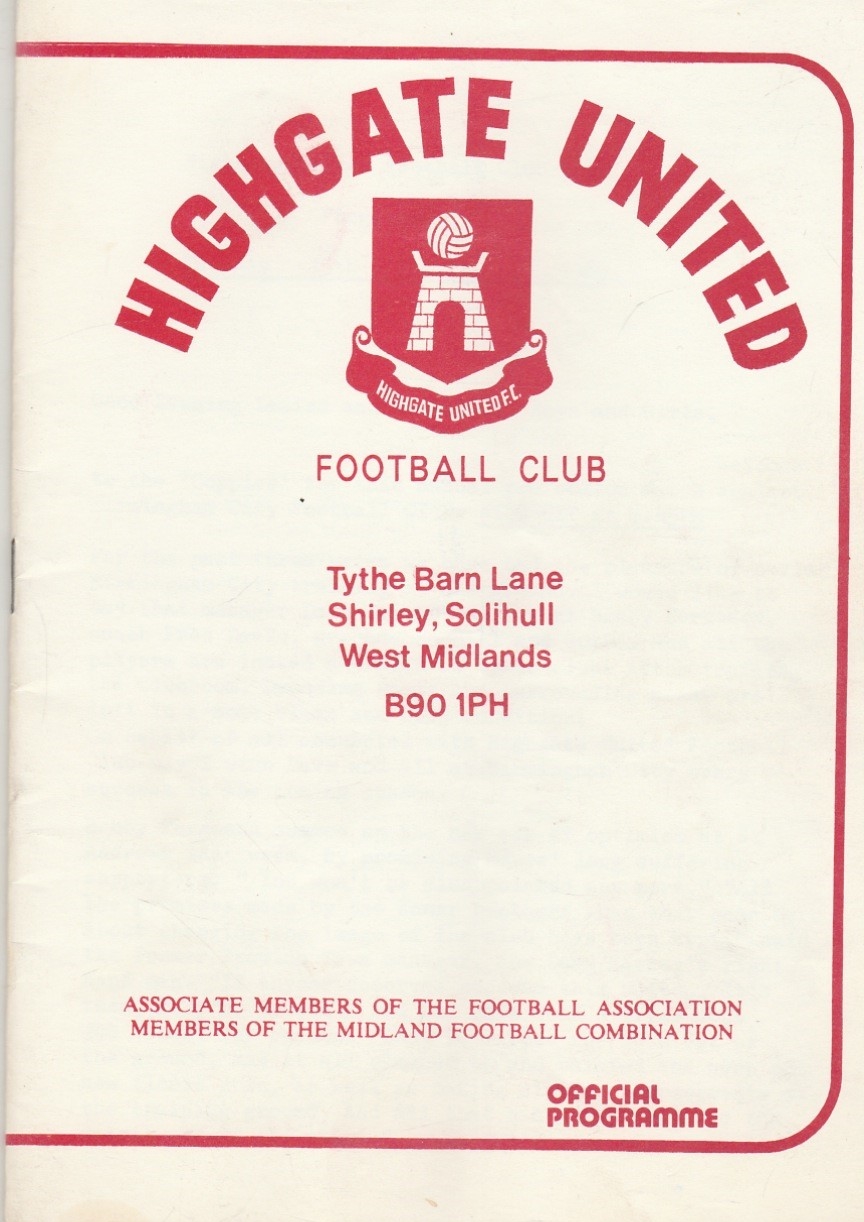 HIGHGATE UNITED
HIGHGATE UNITED F.C.
FOOTBALL CLUB
Tythe Barn Lane
Shirley, Solihull
West Midlands
B90 1PH
ASSOCIATE MEMBERS OF THE FOOTBALL ASSOCIATION
MEMBERS OF THE MIDLAND FOOTBALL COMBINATION
OFFICIAL
PROGRAMME